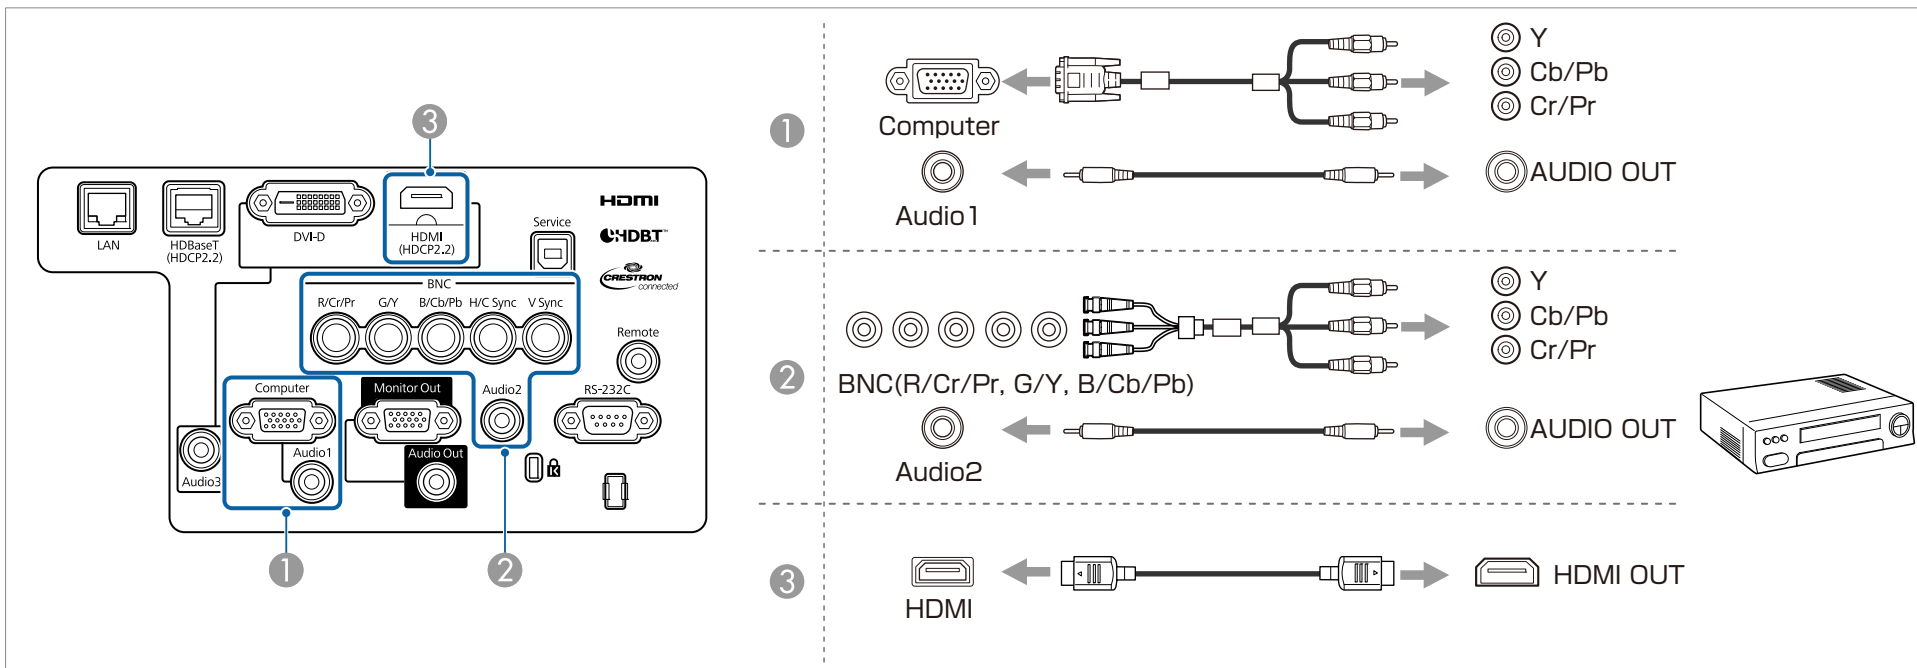 3
HDMI
LAN
HDBaseT
(HDCP2.2)
DVI-D
HDMI
(HDCP2.2)
Service
HDBT™
CRESTRON
connected
BNC
R/Cr/Pr
G/Y
B/Cb/Pb
H/C Sync
V Sync
Remote
Computer
Monitor Out
Audio2
RS-232C
Audio1
Audio Out
Audio3
K
1
2
1
Computer
Y
Cb/Pb
Cr/Pr
Audio1
AUDIO OUT
2
BNC(R/Cr/Pr, G/Y, B/Cb/Pb)
Y
Cb/Pb
Cr/Pr
Audio2
AUDIO OUT
3
HDMI
HDMI OUT